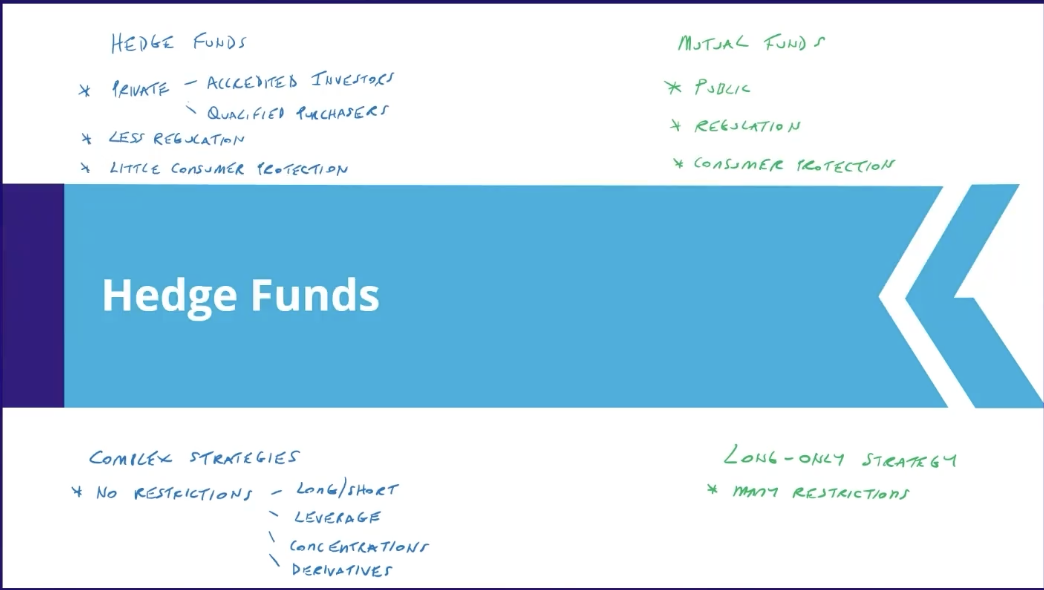 HEDGE FUNDS
* PRIVATE - ACCREDITED INVESTORS
- QUALIFIED PURCHASERS
* LESS REGULATION
* LITTLE CONSUMER PROTECTION
MUTUAL FUNDS
* PUBLIC
* REGULATION
* CONSUMER PROTECTION
Hedge Funds
COMPLEX STRATEGIES
* NO RESTRICTIONS - LONG/SHORT
- LEVERAGE
- CONCENTRATIONS
- DERIVATIVES
LONG-ONLY STRATEGY
* MANY RESTRICTIONS